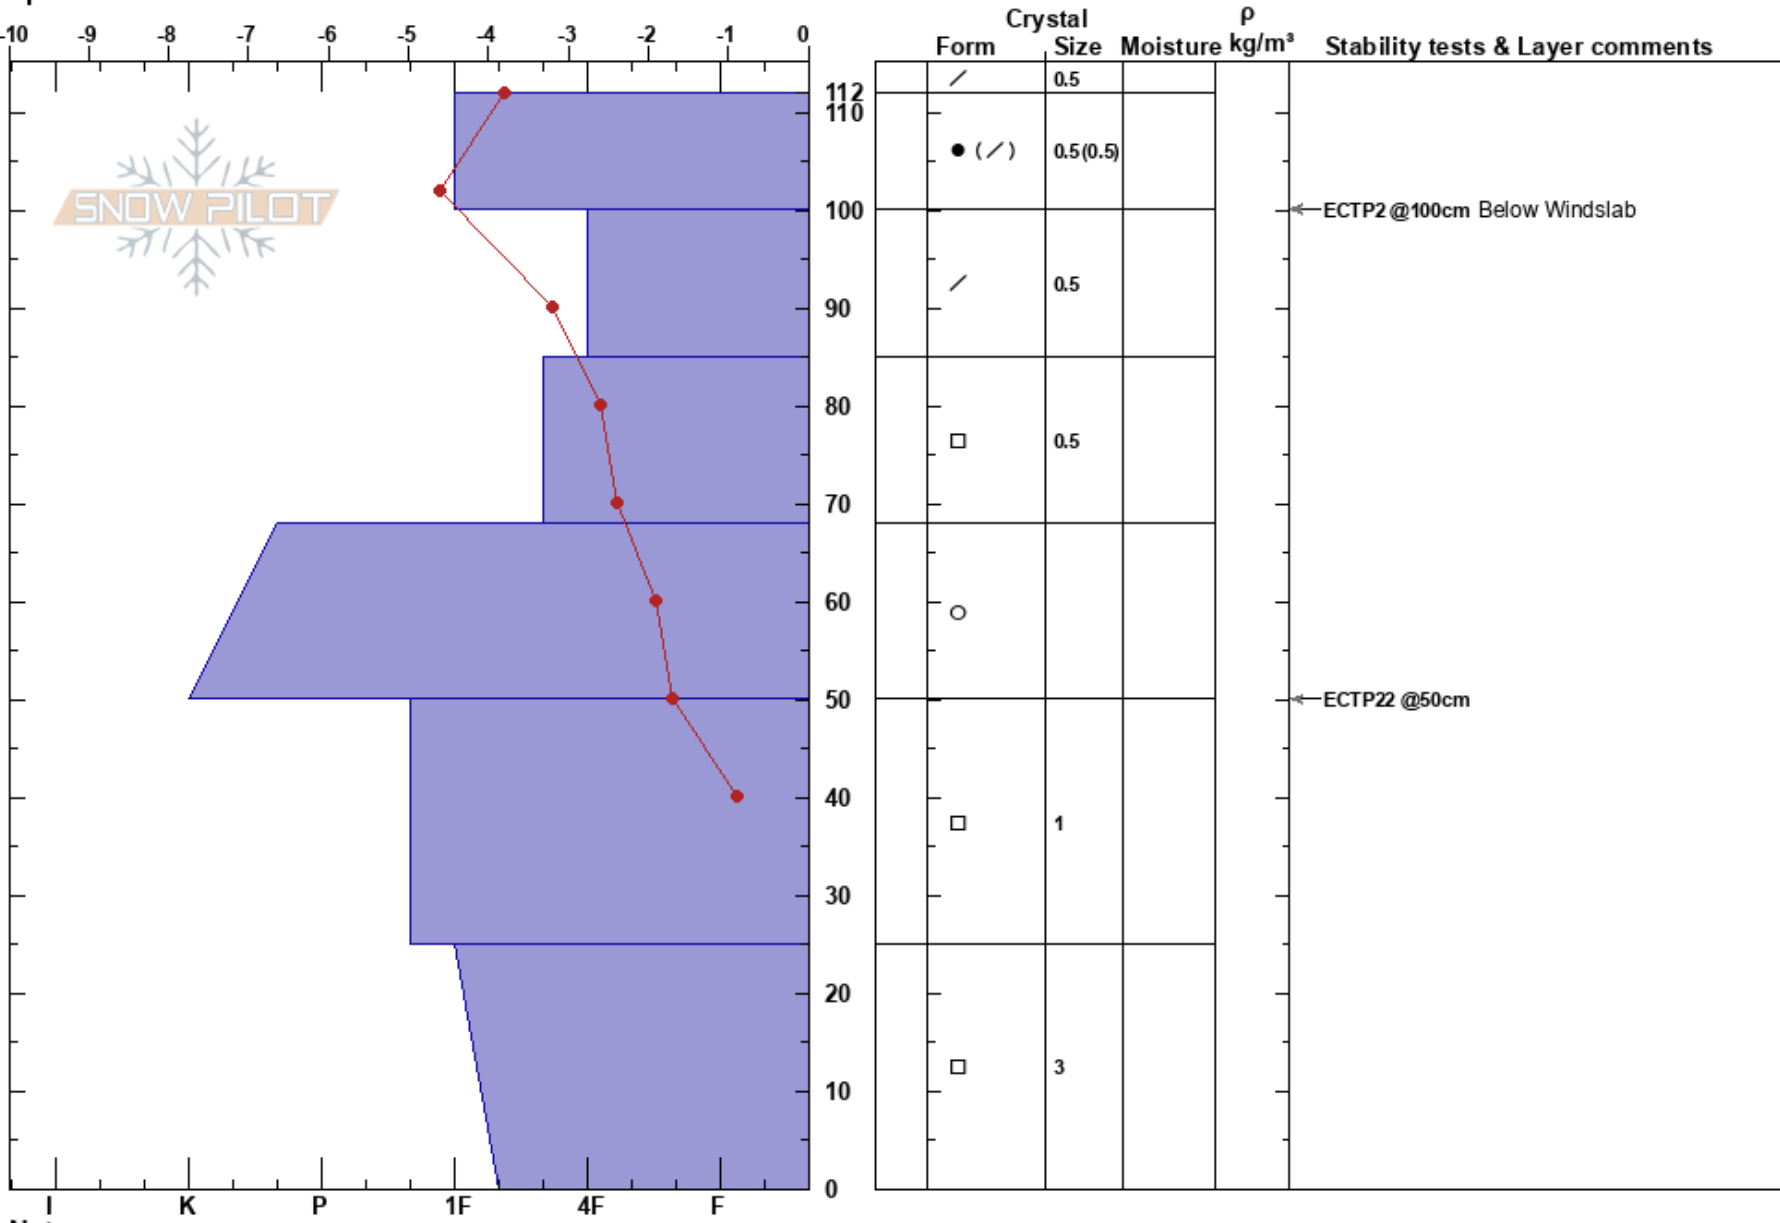 Crystal ρ
-10 -9 -8 -7 -6 -5 -4 -3 -2 -1 0 Form Size Moisture kg/m³ Stability tests & Layer comments
0.5
112
110
SNOW PILOT
( ) 0.5(0.5)
100 ECTP2 @100cm Below Windslab
0.5
90
80
0.5
70
60
50 ECTP22 @50cm
40
1
30
20
3
10
0
I K P 1F 4F F